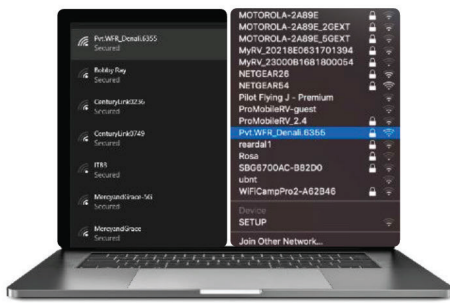 Pvt.WFR_Denali.6355
Secured
Bobby Ray
Secured
CenturyLink0236
Secured
CenturyLink0749
Secured
ITBB
Secured
MercyandGrace-5G
Secured
MercyandGrace
Secured
MOTOROLA-2A89E
MOTOROLA-2A89E_2GEXT
MOTOROLA-2A89E_5GEXT
MyRV_20218E0631701394
MyRV_23000B1681800054
NETGEAR26
NETGEAR54
Pilot Flying J - Premium
ProMobileRV-guest
ProMobileRV_2.4
Pvt.WFR_Denali.6355
reardal1
Rosa
SBG6700AC-B82D0
ubnt
WiFiCampPro2-A62B46
Device
SETUP
Join Other Network...